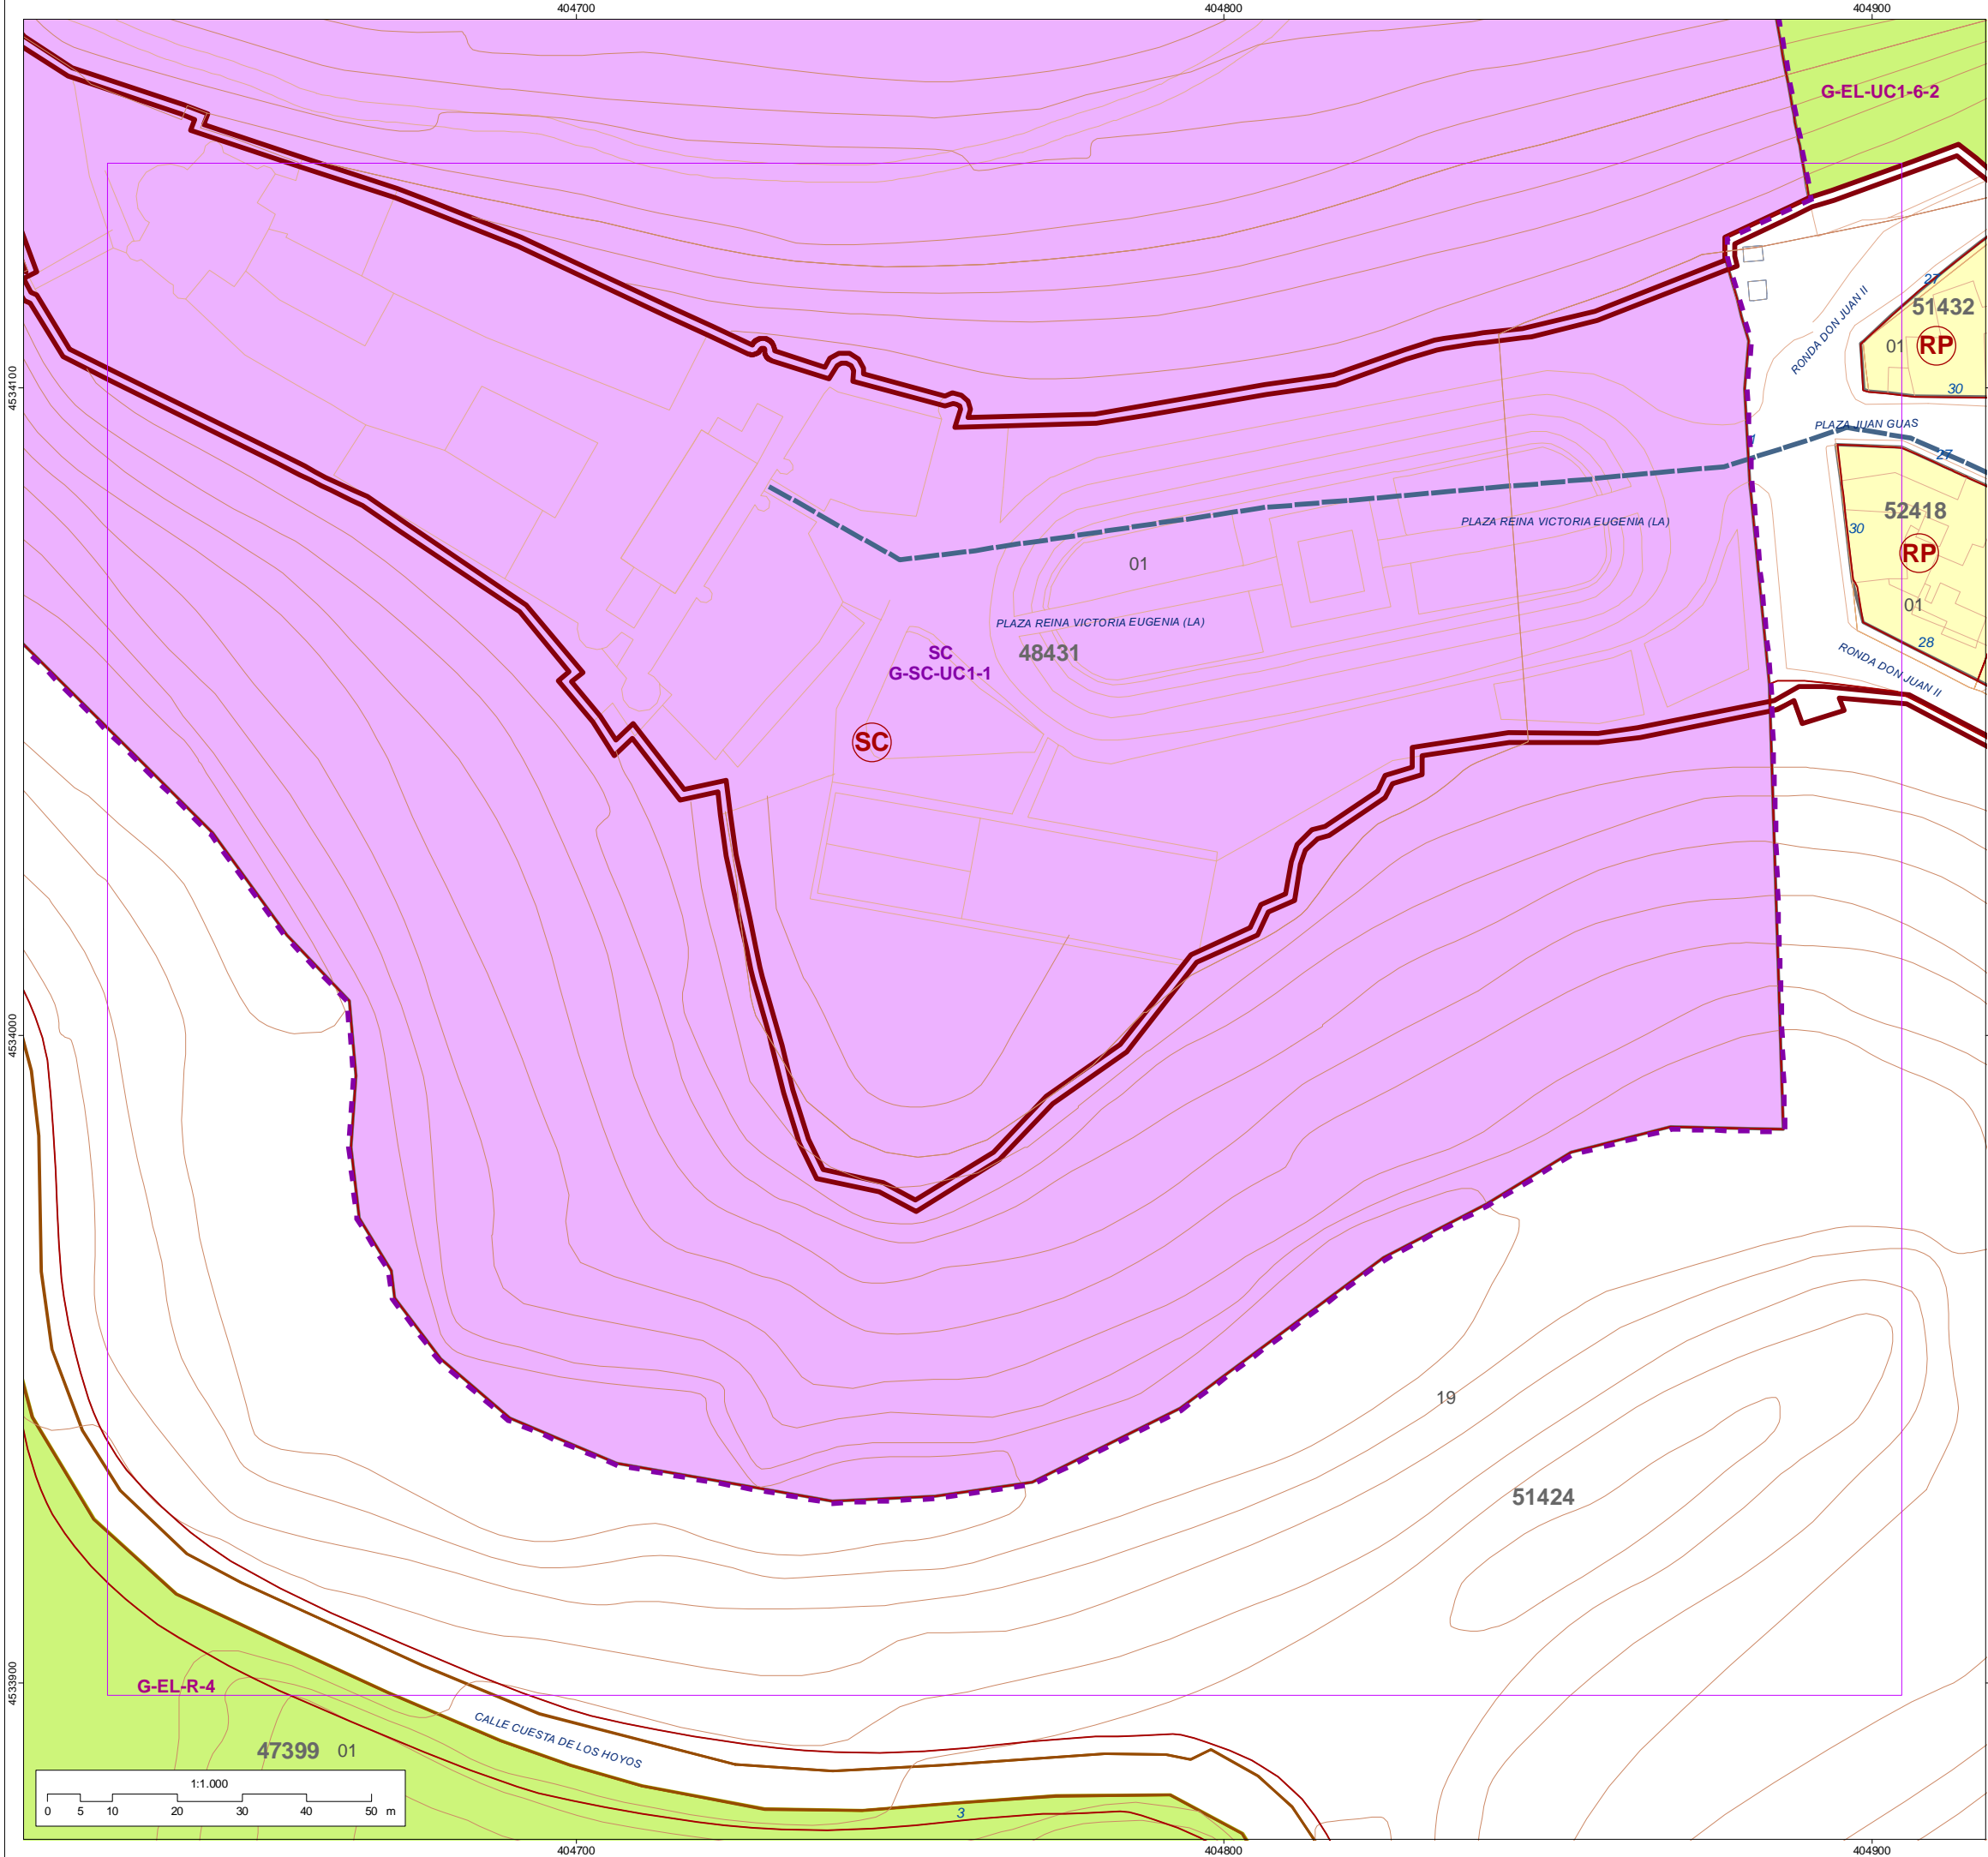 404700
404800
404900
G-EL-UC1-6-2
4534100
27
51432
RONDA DON JUAN II
01
RP
30
PLAZA JUAN GUAS
1
27
52418
30
PLAZA REINA VICTORIA EUGENIA (LA)
RP
01
01
PLAZA REINA VICTORIA EUGENIA (LA)
28
SC
G-SC-UC1-1
48431
RONDA DON JUAN II
SC
4534000
19
51424
4533900
G-EL-R-4
CALLE CUESTA DE LOS HOYOS
47399 01
1:1.000
0 5 10 20 30 40 50 m
3
404700
404800
404900